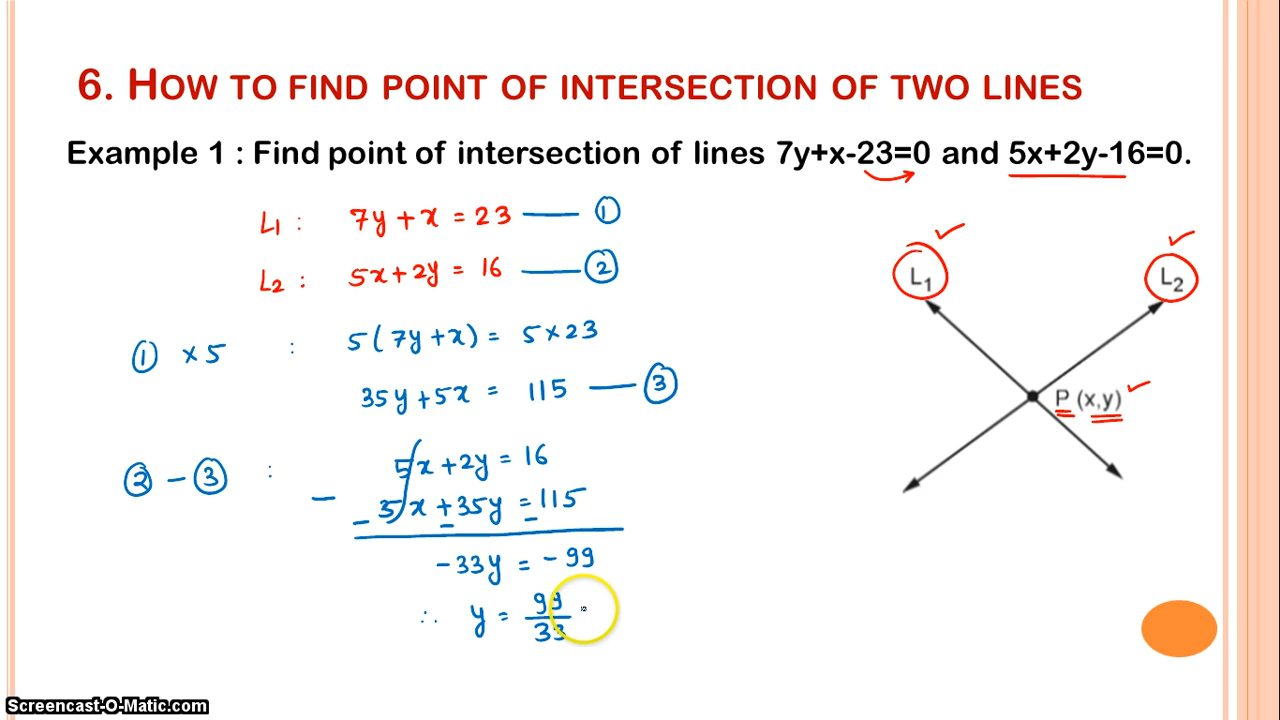 6. HOW TO FIND POINT OF INTERSECTION OF TWO LINES
Example 1 : Find point of intersection of lines 7y+x-23=0 and 5x+2y-16=0.
L1 : 7y + x = 23 —— ①
L2 : 5x + 2y = 16 —— ②
① × 5 : 5(7y + x) = 5 × 23
35y + 5x = 115 —— ③
② - ③ : 5x + 2y = 16
- 5x + 35y = 115
- - -
-33y = -99
∴ y = 99/33
L1
L2
P (x,y)
Screencast-O-Matic.com